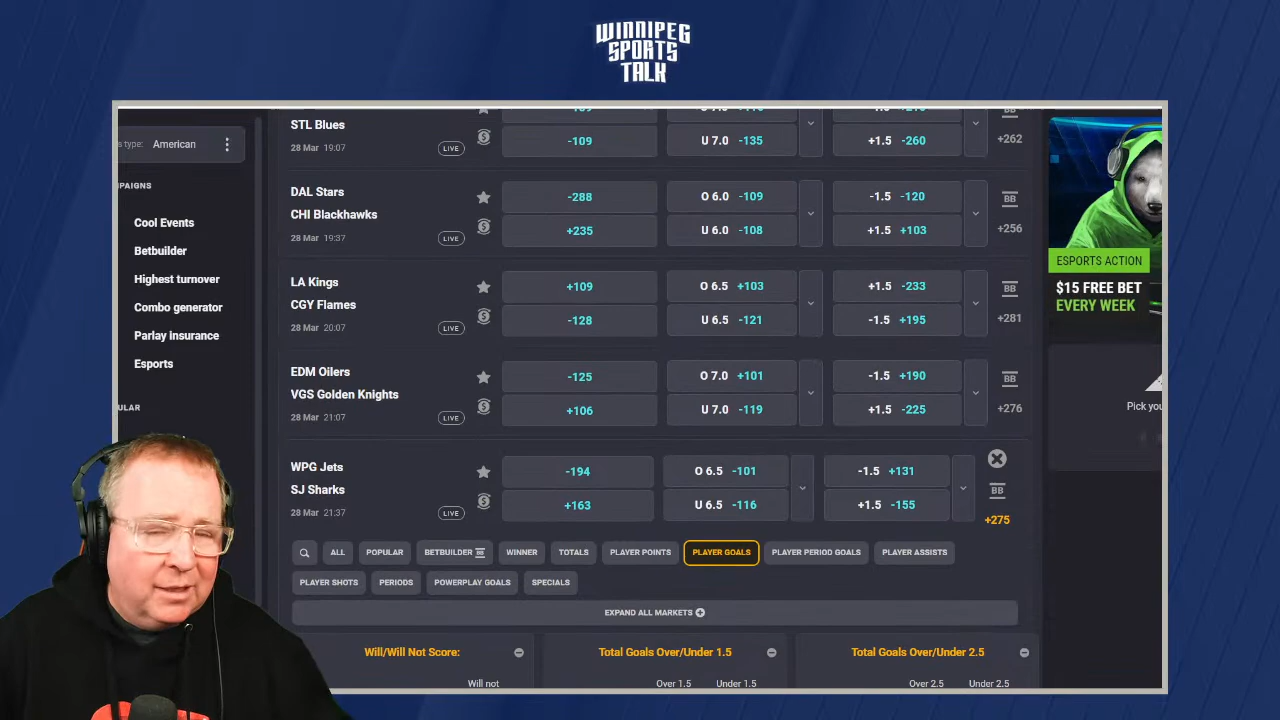 WINNIPEG
SPORTS
TALK
s type: American
PAIGNS
Cool Events
Betbuilder
Highest turnover
Combo generator
Parlay insurance
Esports
ULAR
STL Blues
28 Mar 19:07
LIVE
-109
U 7.0 -135
+1.5 -260
+262
DAL Stars
CHI Blackhawks
28 Mar 19:37
LIVE
-288
+235
O 6.0 -109
U 6.0 -108
-1.5 -120
+1.5 +103
BB
+256
LA Kings
CGY Flames
28 Mar 20:07
LIVE
+109
-128
O 6.5 +103
U 6.5 -121
+1.5 -233
-1.5 +195
BB
+281
EDM Oilers
VGS Golden Knights
28 Mar 21:07
LIVE
-125
+106
O 7.0 +101
U 7.0 -119
-1.5 +190
+1.5 -225
BB
+276
WPG Jets
SJ Sharks
28 Mar 21:37
LIVE
-194
+163
O 6.5 -101
U 6.5 -116
-1.5 +131
+1.5 -155
BB
+275
ALL POPULAR BETBUILDER BB WINNER TOTALS PLAYER POINTS PLAYER GOALS PLAYER PERIOD GOALS PLAYER ASSISTS
PLAYER SHOTS PERIODS POWERPLAY GOALS SPECIALS
EXPAND ALL MARKETS
Will/Will Not Score: Total Goals Over/Under 1.5 Total Goals Over/Under 2.5
Will not Over 1.5 Under 1.5 Over 2.5 Under 2.5
ESPORTS ACTION
$15 FREE BET
EVERY WEEK
Pick you